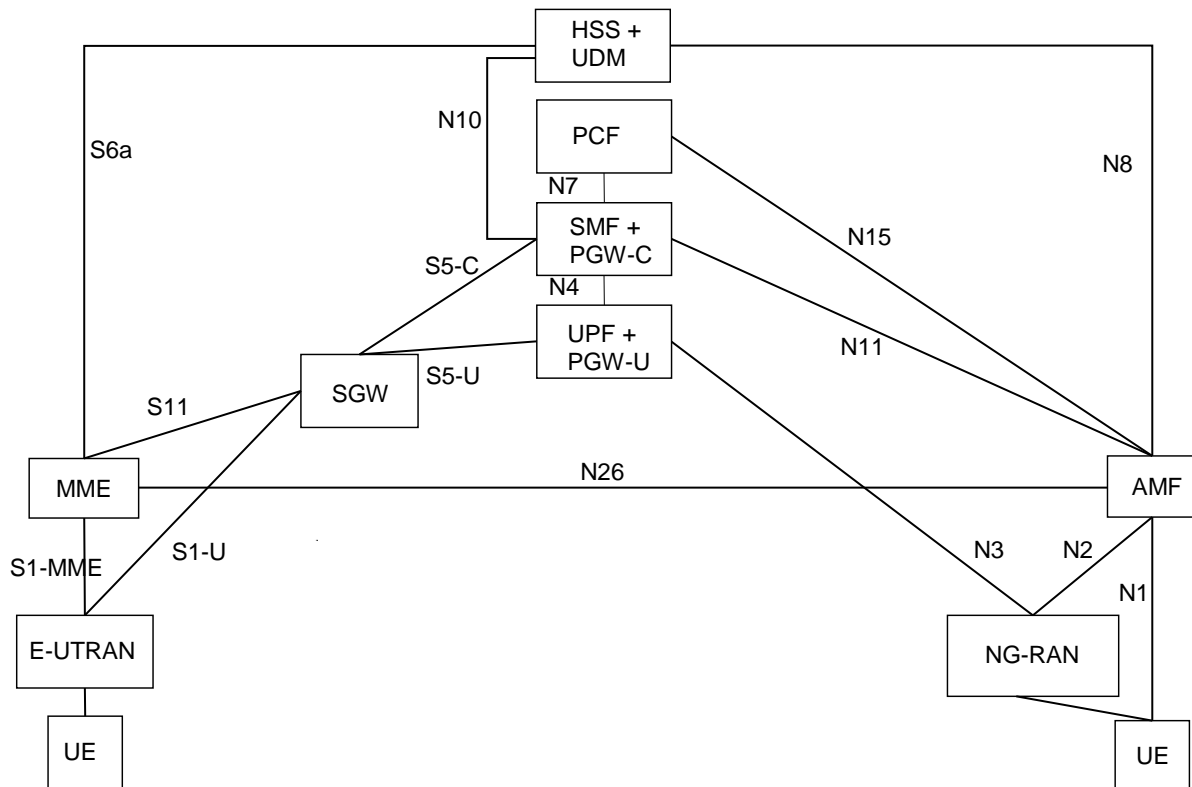 HSS +
UDM
N10
PCF
S6a
N8
N7
SMF +
PGW-C
N15
S5-C
N4
UPF +
PGW-U
N11
S5-U
SGW
S11
N26
MME
AMF
S1-U
N3
N2
S1-MME
N1
E-UTRAN
NG-RAN
UE
UE